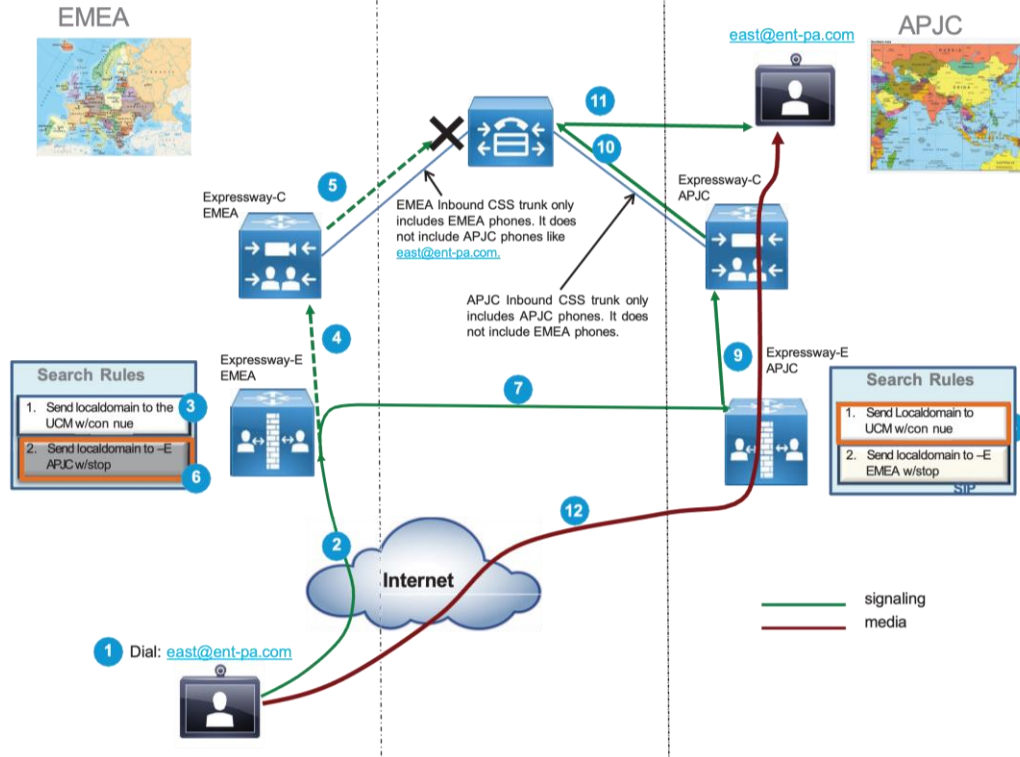 EMEA
APJC
east@ent-pa.com
11
10
5
Expressway-C
EMEA
EMEA Inbound CSS trunk only
includes EMEA phones. It does
not include APJC phones like
east@ent-pa.com.
Expressway-C
APJC
APJC Inbound CSS trunk only
includes APJC phones. It does
not include EMEA phones.
4
9
Expressway-E
EMEA
Expressway-E
APJC
Search Rules
1. Send localdomain to the
UCM w/con nue
3
2. Send localdomain to –E
APJC w/stop
6
7
Search Rules
1. Send Localdomain to
UCM w/con nue
2. Send localdomain to –E
EMEA w/stop
SIP
12
2
Internet
signaling
media
1 Dial: east@ent-pa.com